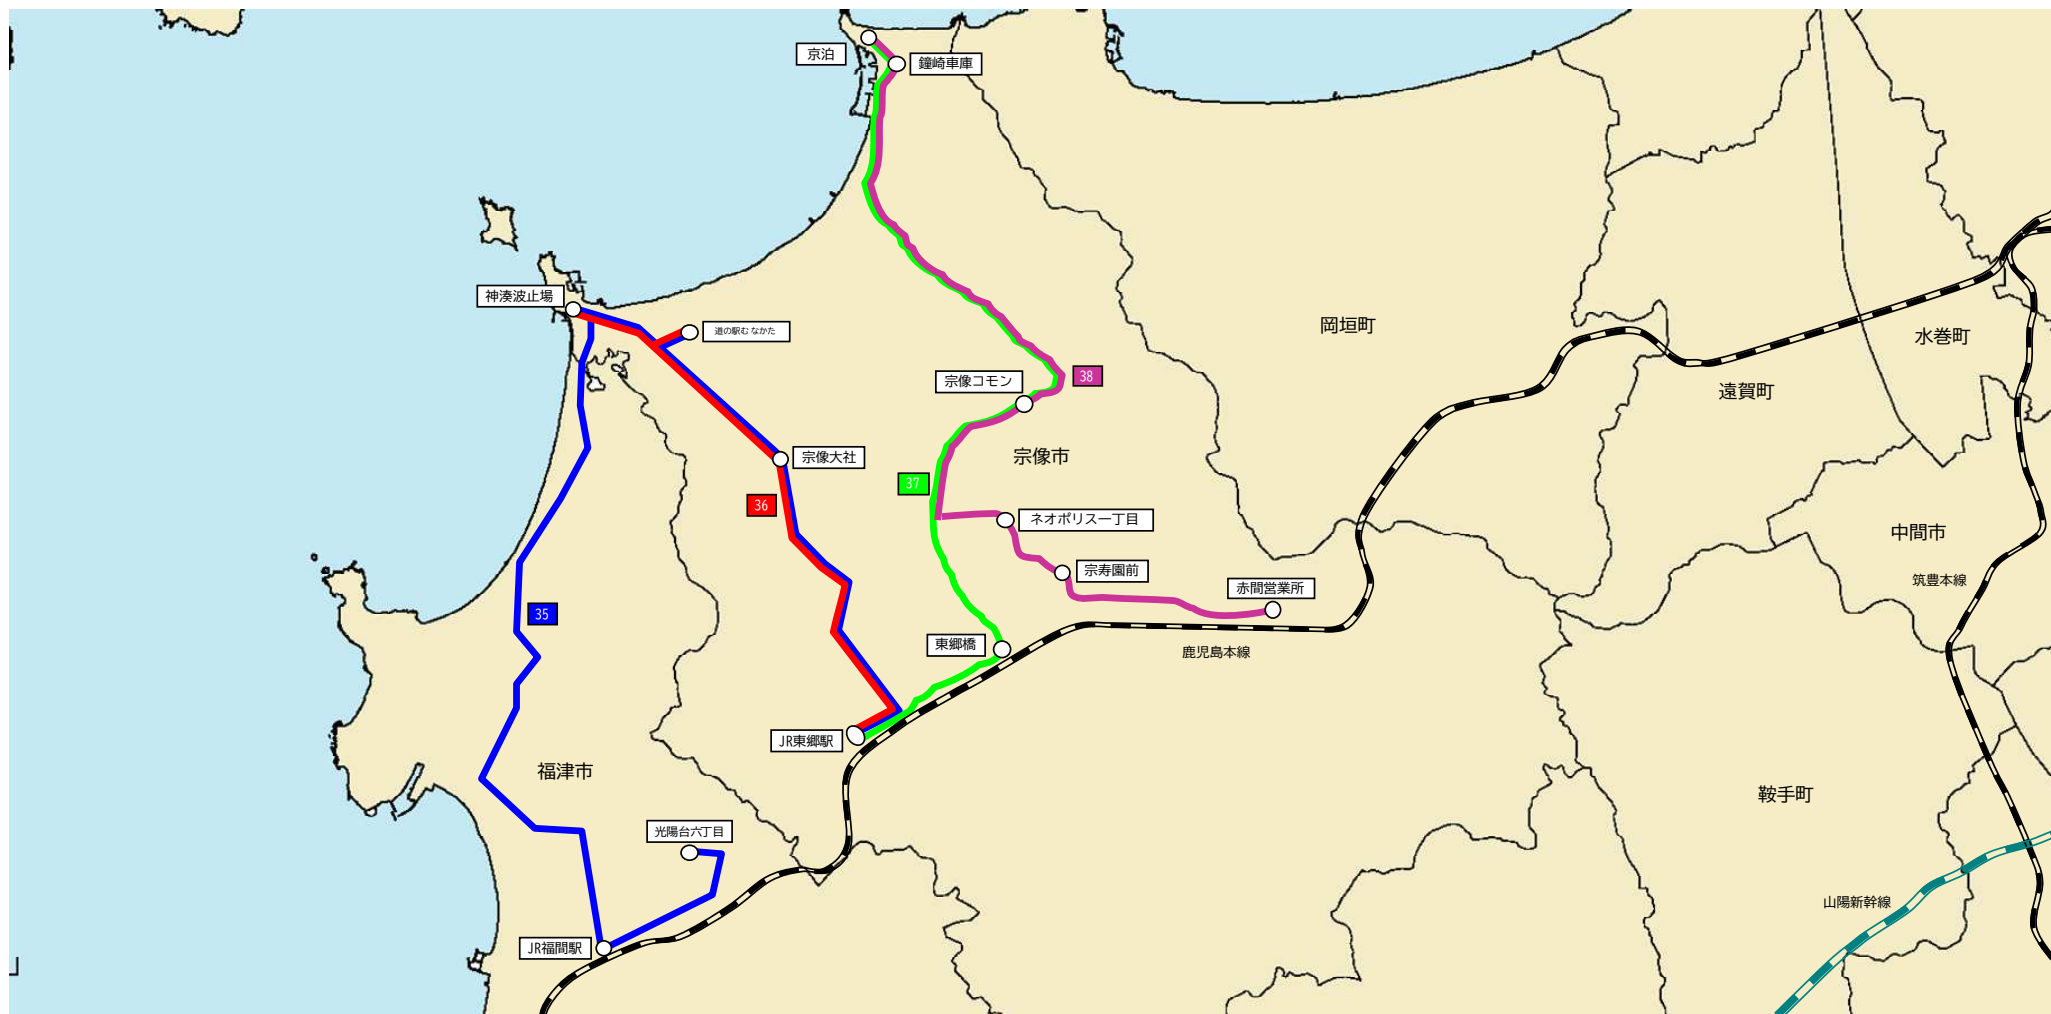 京泊
鐘崎車庫
神湊波止場
道の駅むなかた
岡垣町
水巻町
宗像コモン
38
遠賀町
宗像大社
宗像市
37
36
ネオポリス一丁目
中間市
宗寿園前
筑豊本線
赤間営業所
35
東郷橋
鹿児島本線
JR東郷駅
福津市
鞍手町
光陽台六丁目
山陽新幹線
JR福間駅